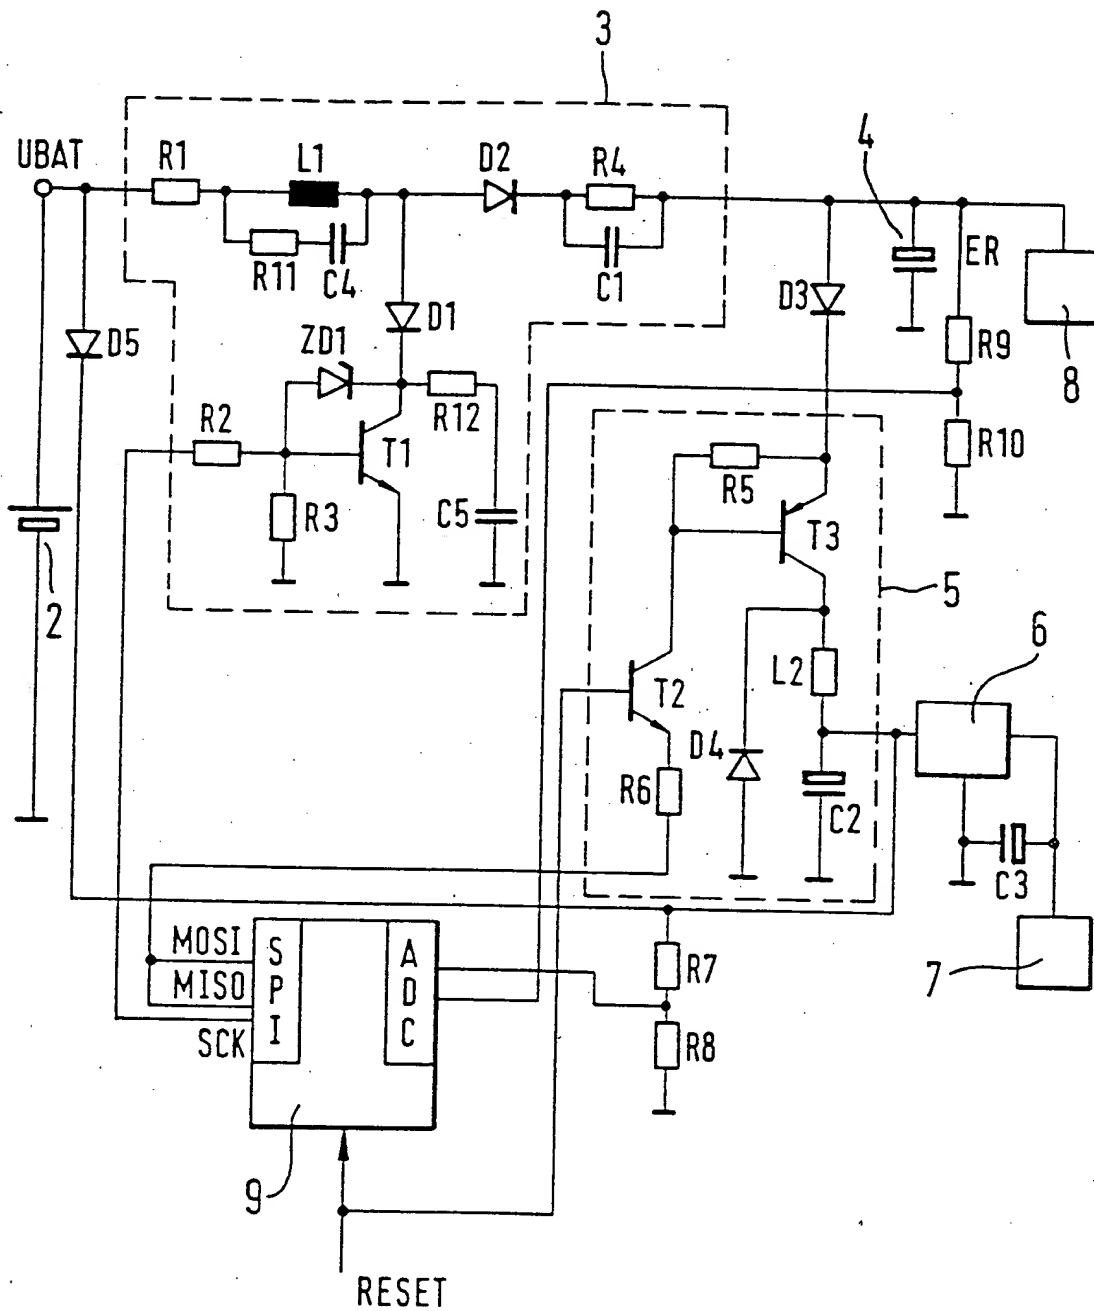 3
UBAT
R1
L1
D2
R4
4
R11
C4
C1
ER
D3
D5
ZD1
D1
R9
8
R2
R12
T1
R10
R5
R3
C5
T3
2
5
6
T2
L2
D4
R6
C2
C3
MOSI
MISO
SCK
SPI
ADC
R7
7
R8
9
RESET